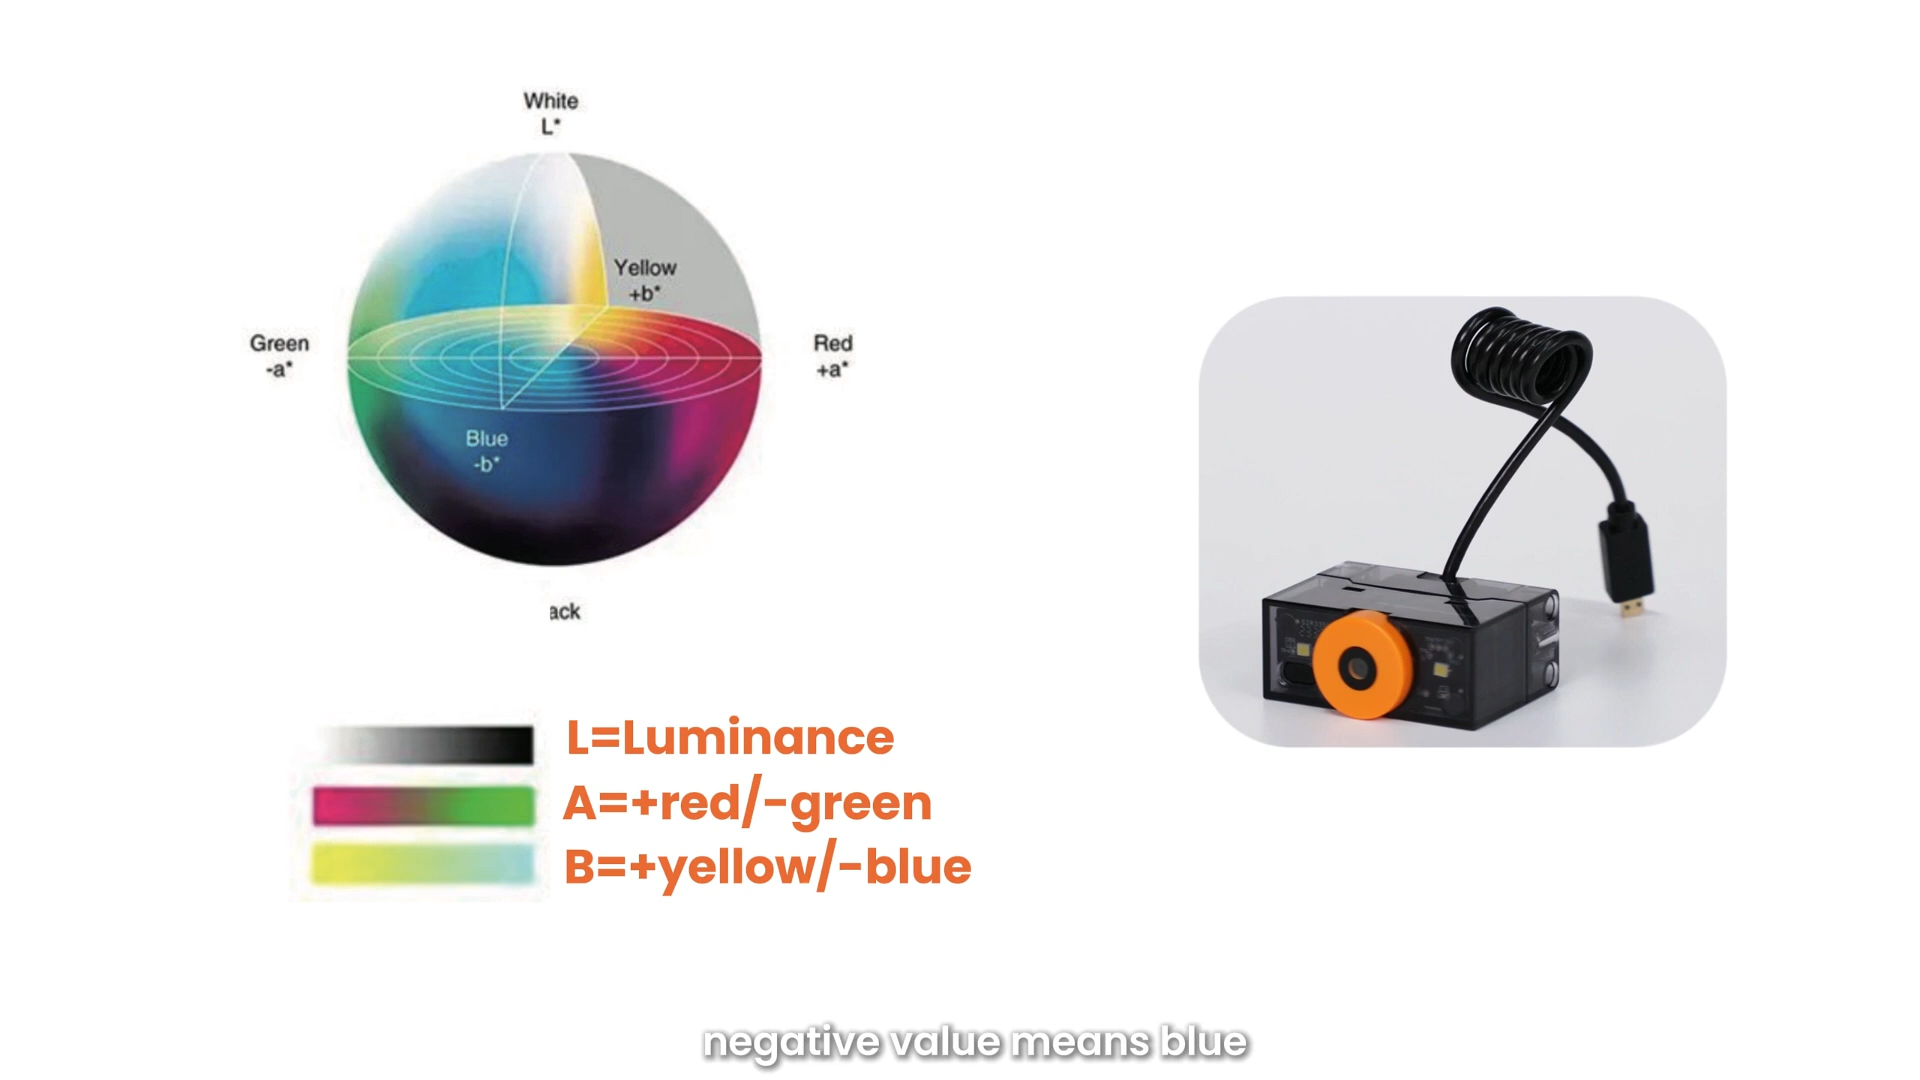 White
L*
Yellow
+b*
Green
-a*
Red
+a*
Blue
-b*
ack
L=Luminance
A=+red/-green
B=+yellow/-blue
negative value means blue